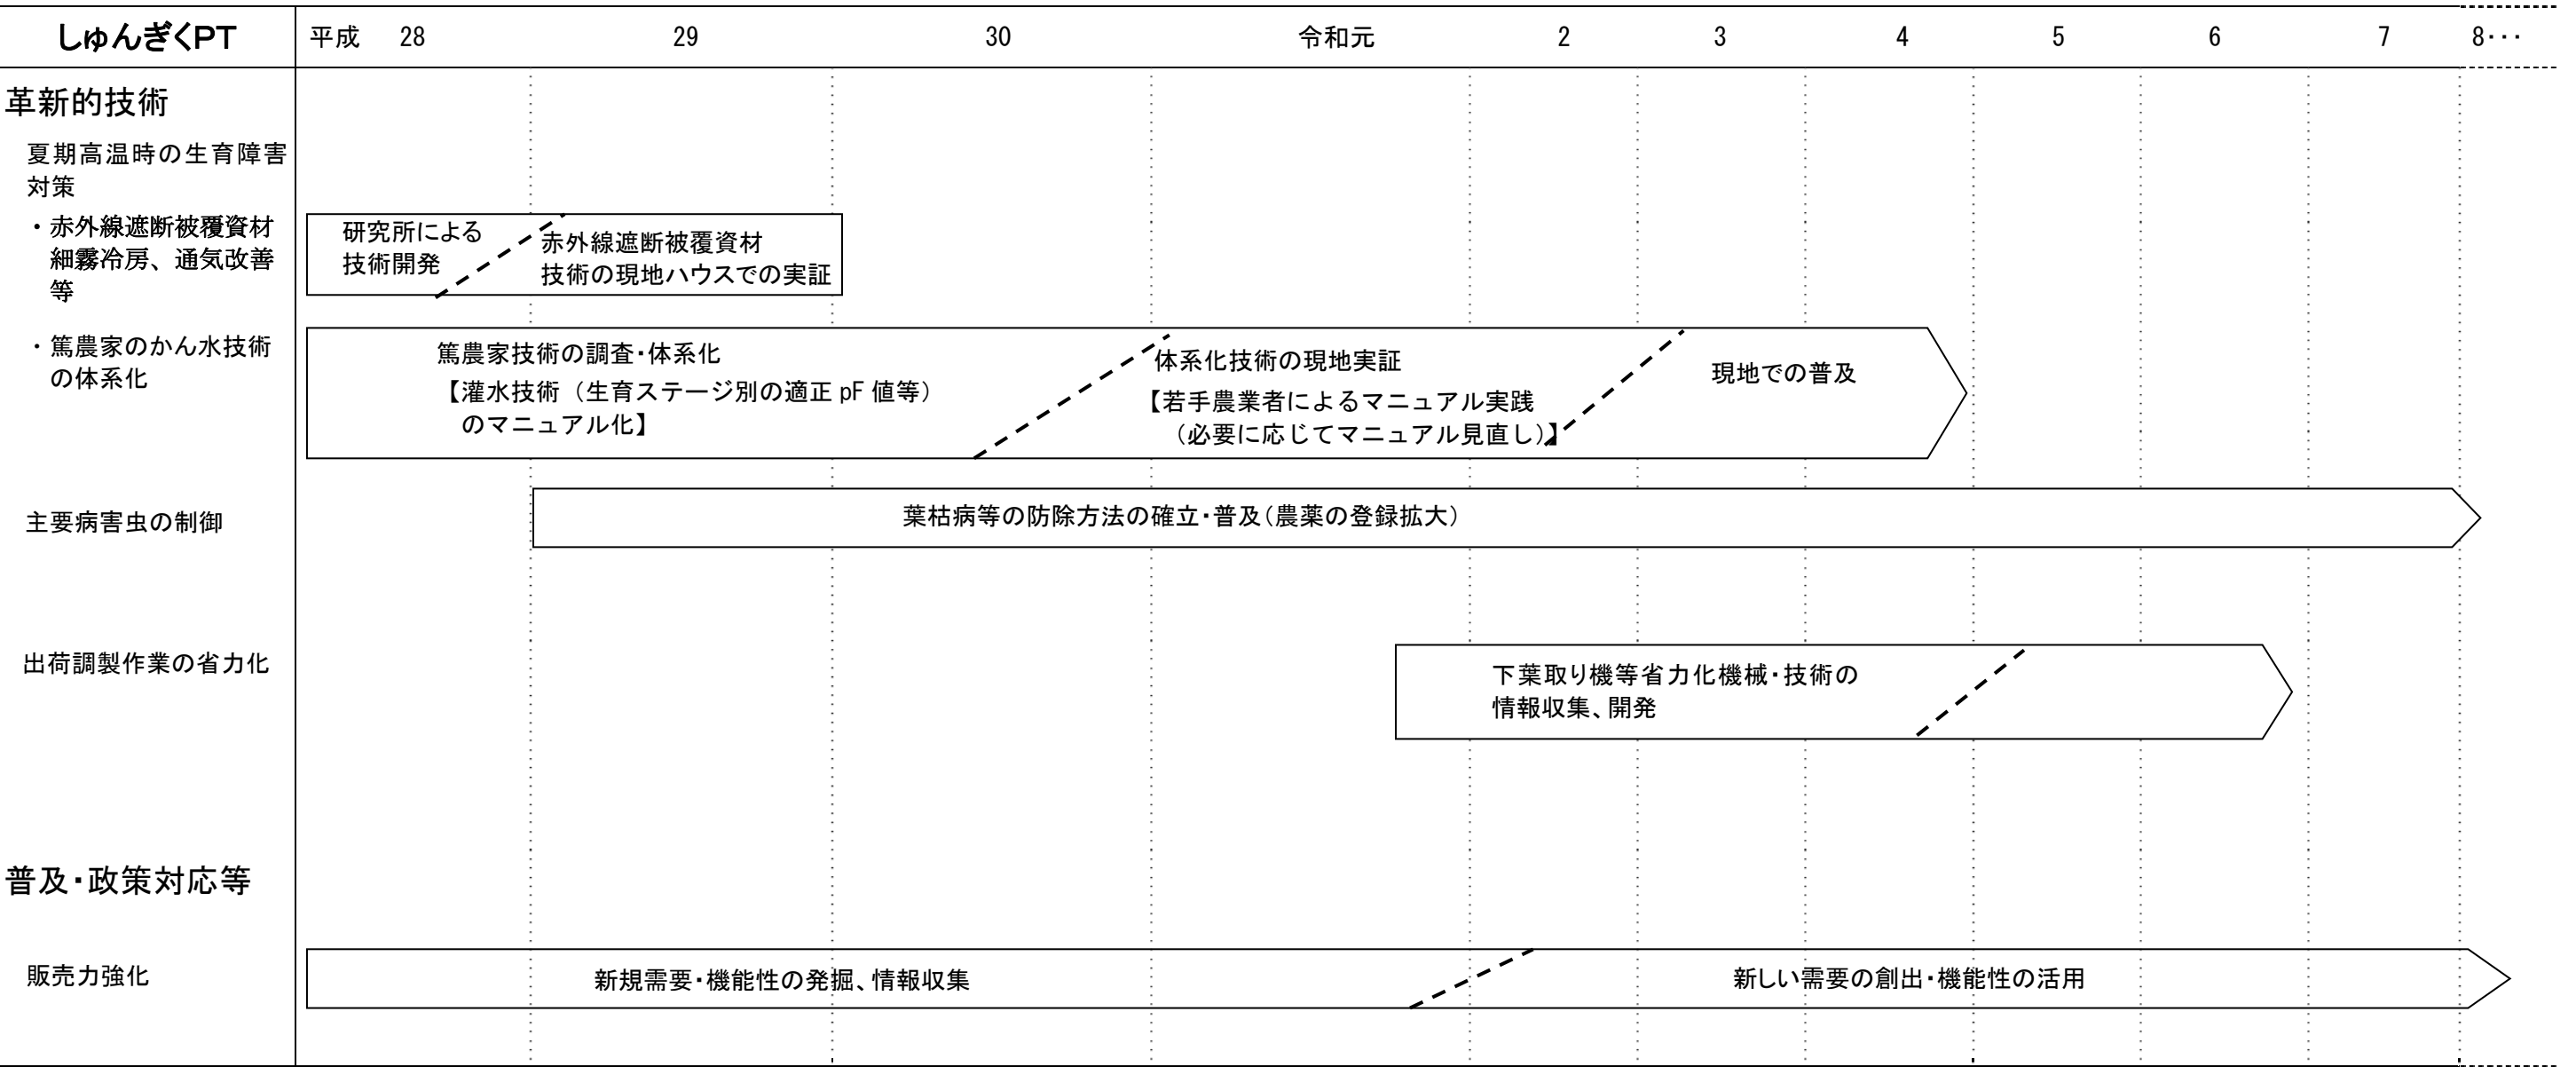 しゅんぎくPT
平成 28 29 30 令和元 2 3 4 5 6 7 8・・・
革新的技術
夏期高温時の生育障害
対策
・赤外線遮断被覆資材
細霧冷房、通気改善
等
研究所による
技術開発
赤外線遮断被覆資材
技術の現地ハウスでの実証
・篤農家のかん水技術
の体系化
篤農家技術の調査・体系化
【灌水技術（生育ステージ別の適正 pF 値等）
のマニュアル化】
体系化技術の現地実証
【若手農業者によるマニュアル実践
（必要に応じてマニュアル見直し）】
現地での普及
主要病害虫の制御
葉枯病等の防除方法の確立・普及（農薬の登録拡大）
出荷調製作業の省力化
下葉取り機等省力化機械・技術の
情報収集、開発
普及・政策対応等
販売力強化
新規需要・機能性の発掘、情報収集
新しい需要の創出・機能性の活用